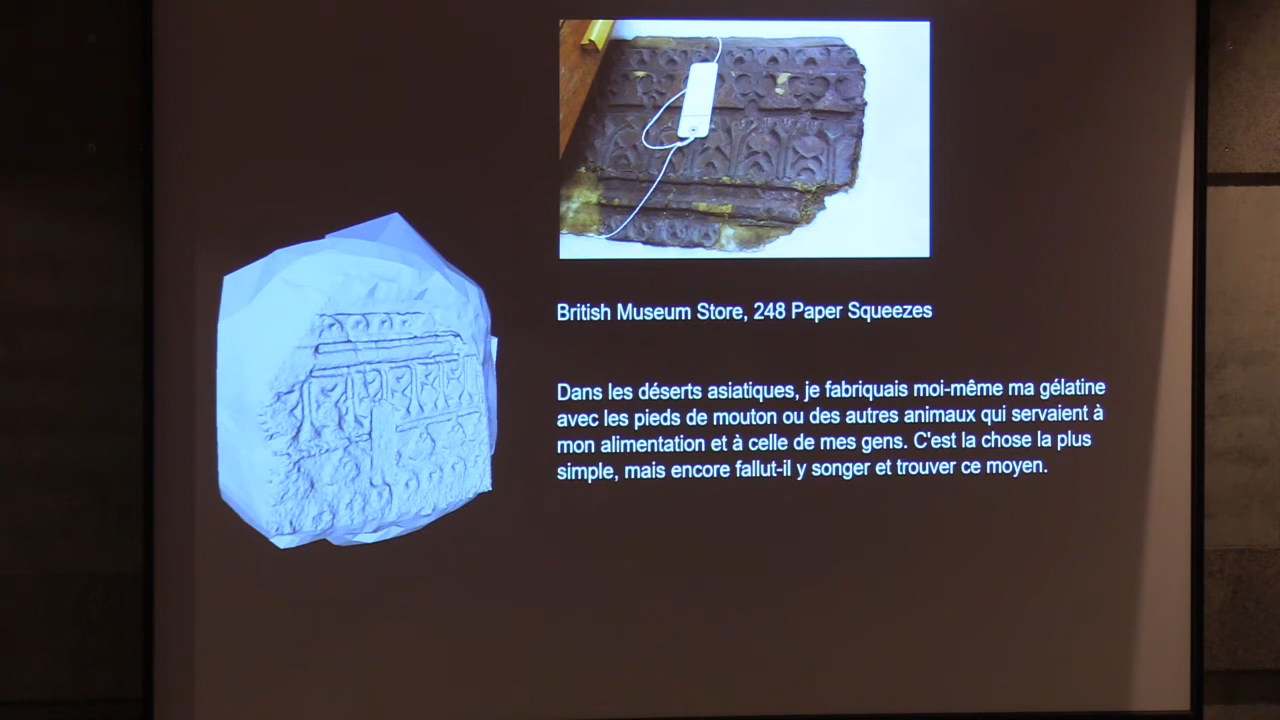 British Museum Store, 248 Paper Squeezes
Dans les déserts asiatiques, je fabriquais moi-même ma gélatine
avec les pieds de mouton ou des autres animaux qui servaient à
mon alimentation et à celle de mes gens. C'est la chose la plus
simple, mais encore fallut-il y songer et trouver ce moyen.